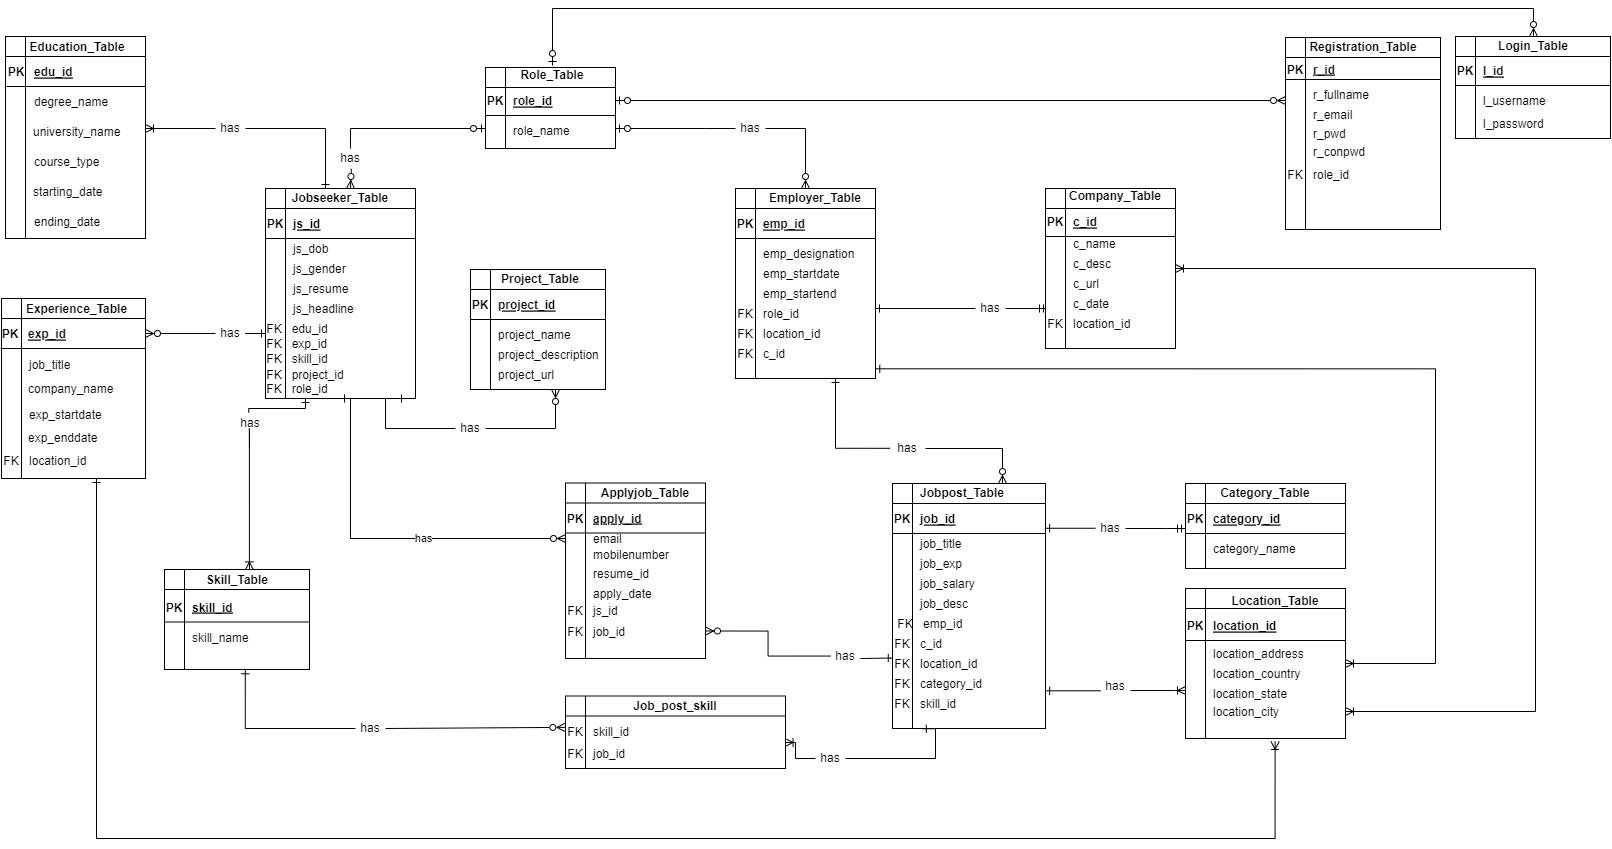 Education_Table
PK edu_id
degree_name
university_name
course_type
starting_date
ending_date
has
Role_Table
PK role_id
role_name
has
has
Registration_Table
PK r_id
r_fullname
r_email
r_pwd
r_conpwd
FK role_id
Login_Table
PK l_id
l_username
l_password
Jobseeker_Table
PK js_id
js_dob
js_gender
js_resume
js_headline
FK edu_id
FK exp_id
FK skill_id
FK project_id
FK role_id
Employer_Table
PK emp_id
emp_designation
emp_startdate
emp_startend
FK role_id
FK location_id
FK c_id
has
Company_Table
PK c_id
c_name
c_desc
c_url
c_date
FK location_id
Project_Table
PK project_id
project_name
project_description
project_url
Experience_Table
PK exp_id
job_title
company_name
exp_startdate
exp_enddate
FK location_id
has
has
has
has
has
Applyjob_Table
PK apply_id
email
mobilenumber
resume_id
apply_date
FK js_id
FK job_id
has
Jobpost_Table
PK job_id
job_title
job_exp
job_salary
job_desc
FK emp_id
FK c_id
FK location_id
FK category_id
FK skill_id
has
Category_Table
PK category_id
category_name
has
Location_Table
PK location_id
location_address
location_country
location_state
location_city
Skill_Table
PK skill_id
skill_name
has
Job_post_skill
FK skill_id
FK job_id
has